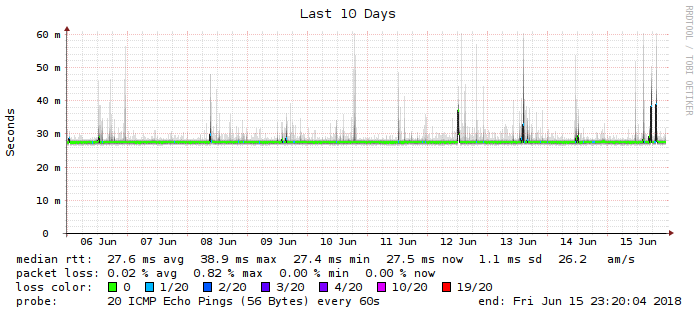 Last 10 Days
RRDTOOL / TOBI OETIKER
Seconds
60 m
50 m
40 m
30 m
20 m
10 m
0
06 Jun 07 Jun 08 Jun 09 Jun 10 Jun 11 Jun 12 Jun 13 Jun 14 Jun 15 Jun
median rtt: 27.6 ms avg 38.9 ms max 27.4 ms min 27.5 ms now 1.1 ms sd 26.2 am/s
packet loss: 0.02 % avg 0.82 % max 0.00 % min 0.00 % now
loss color: 0 1/20 2/20 3/20 4/20 10/20 19/20
probe: 20 ICMP Echo Pings (56 Bytes) every 60s end: Fri Jun 15 23:20:04 2018